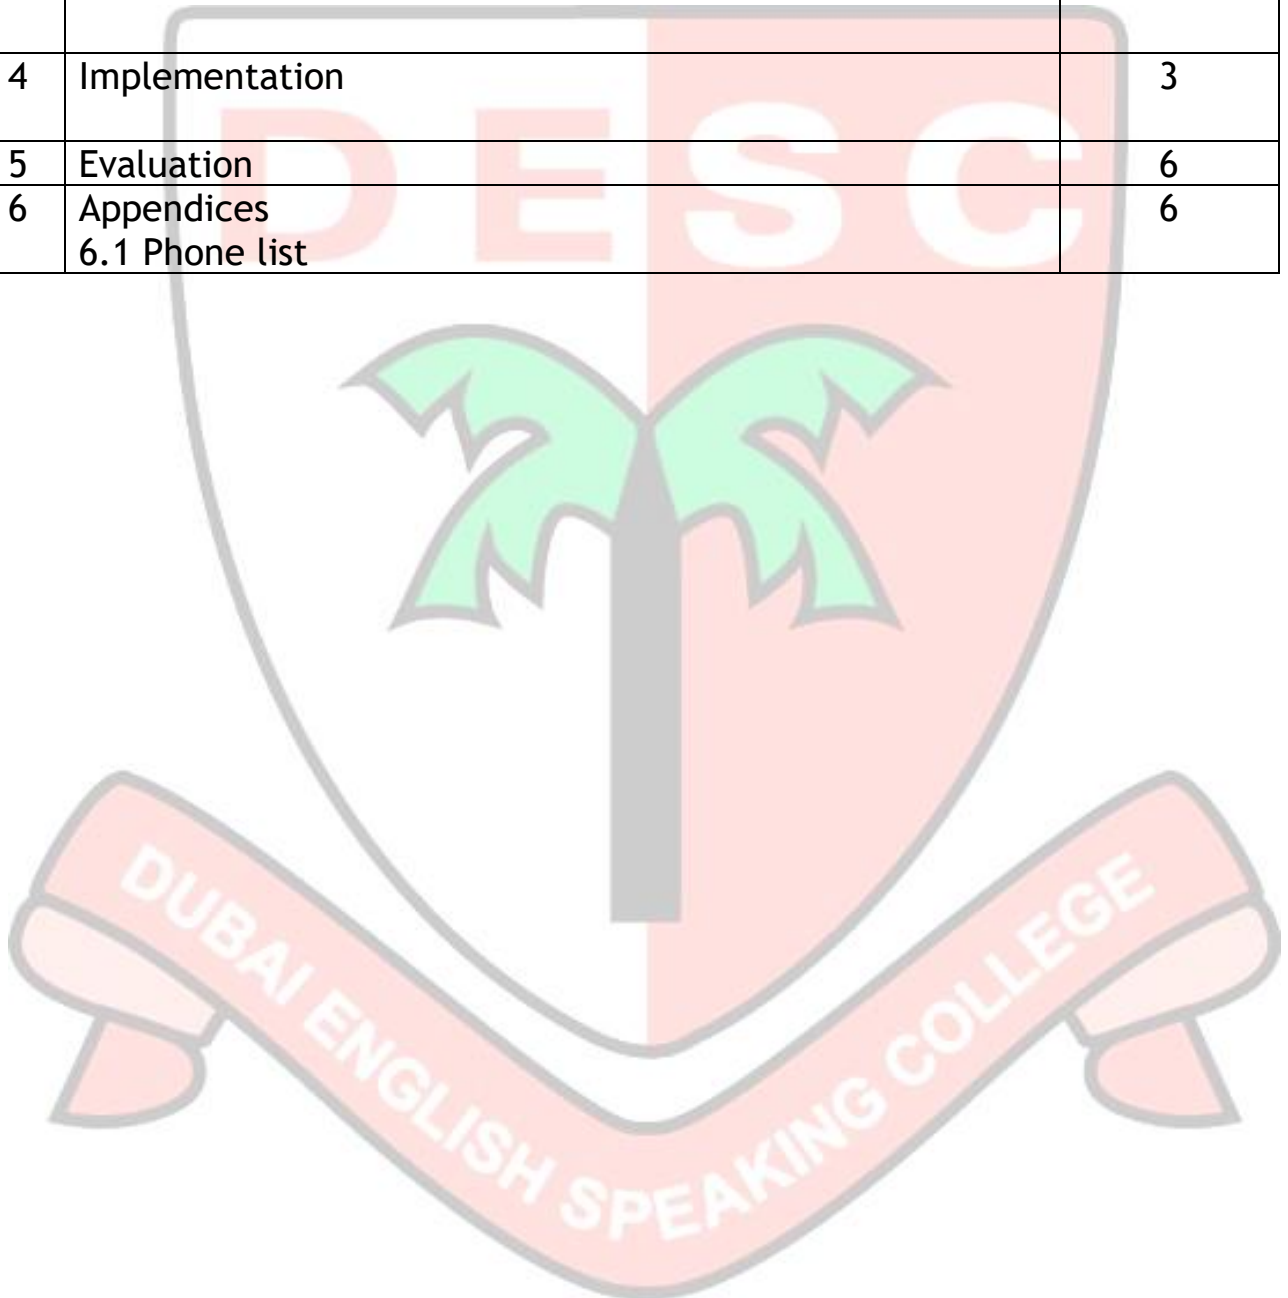 4 Implementation 3
5 Evaluation 6
6 Appendices 6
6.1 Phone list
DESC
DUBAI ENGLISH SPEAKING COLLEGE